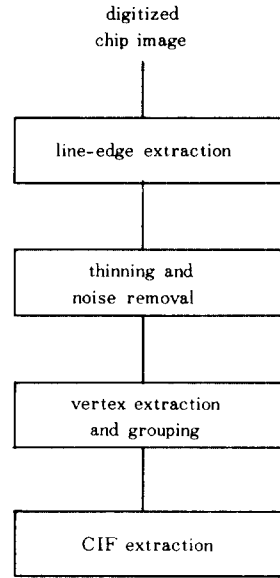 digitized
chip image
line-edge extraction
thinning and
noise removal
vertex extraction
and grouping
CIF extraction